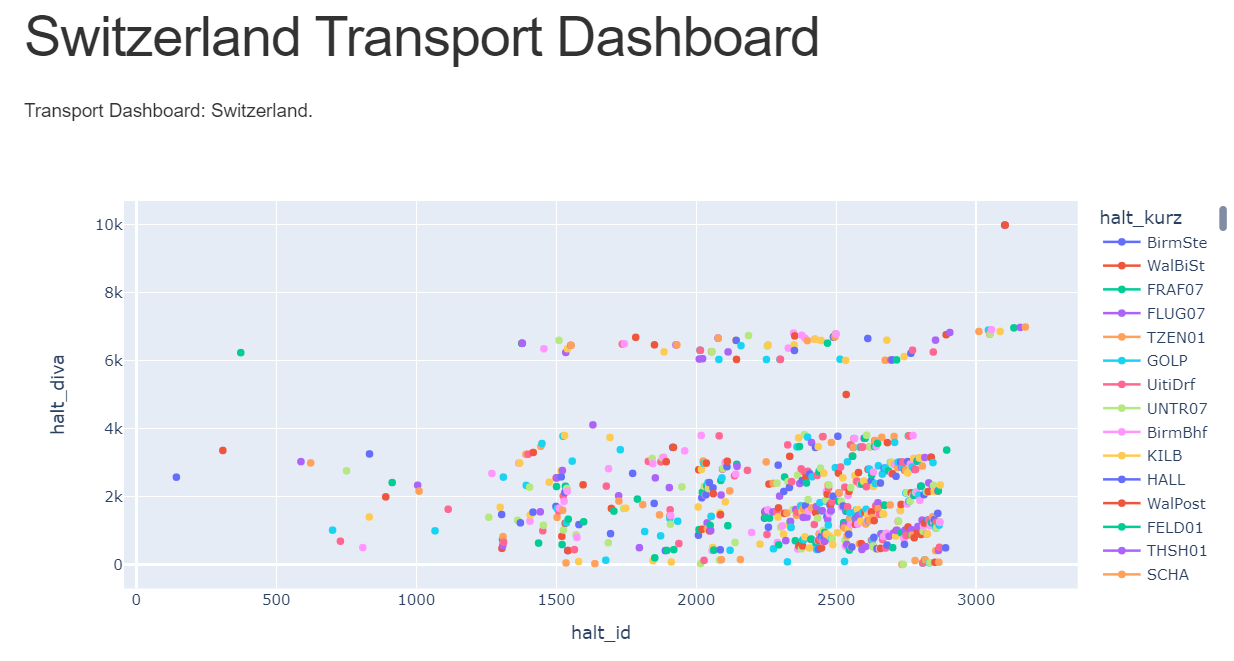 Switzerland Transport Dashboard
Transport Dashboard: Switzerland.
halt_kurz
BirmSte
WalBiSt
FRAF07
FLUG07
TZEN01
GOLP
UitiDrf
UNTR07
BirmBhf
KILB
HALL
WalPost
FELD01
THSH01
SCHA
10k
8k
6k
4k
2k
0
halt_diva
0 500 1000 1500 2000 2500 3000
halt_id